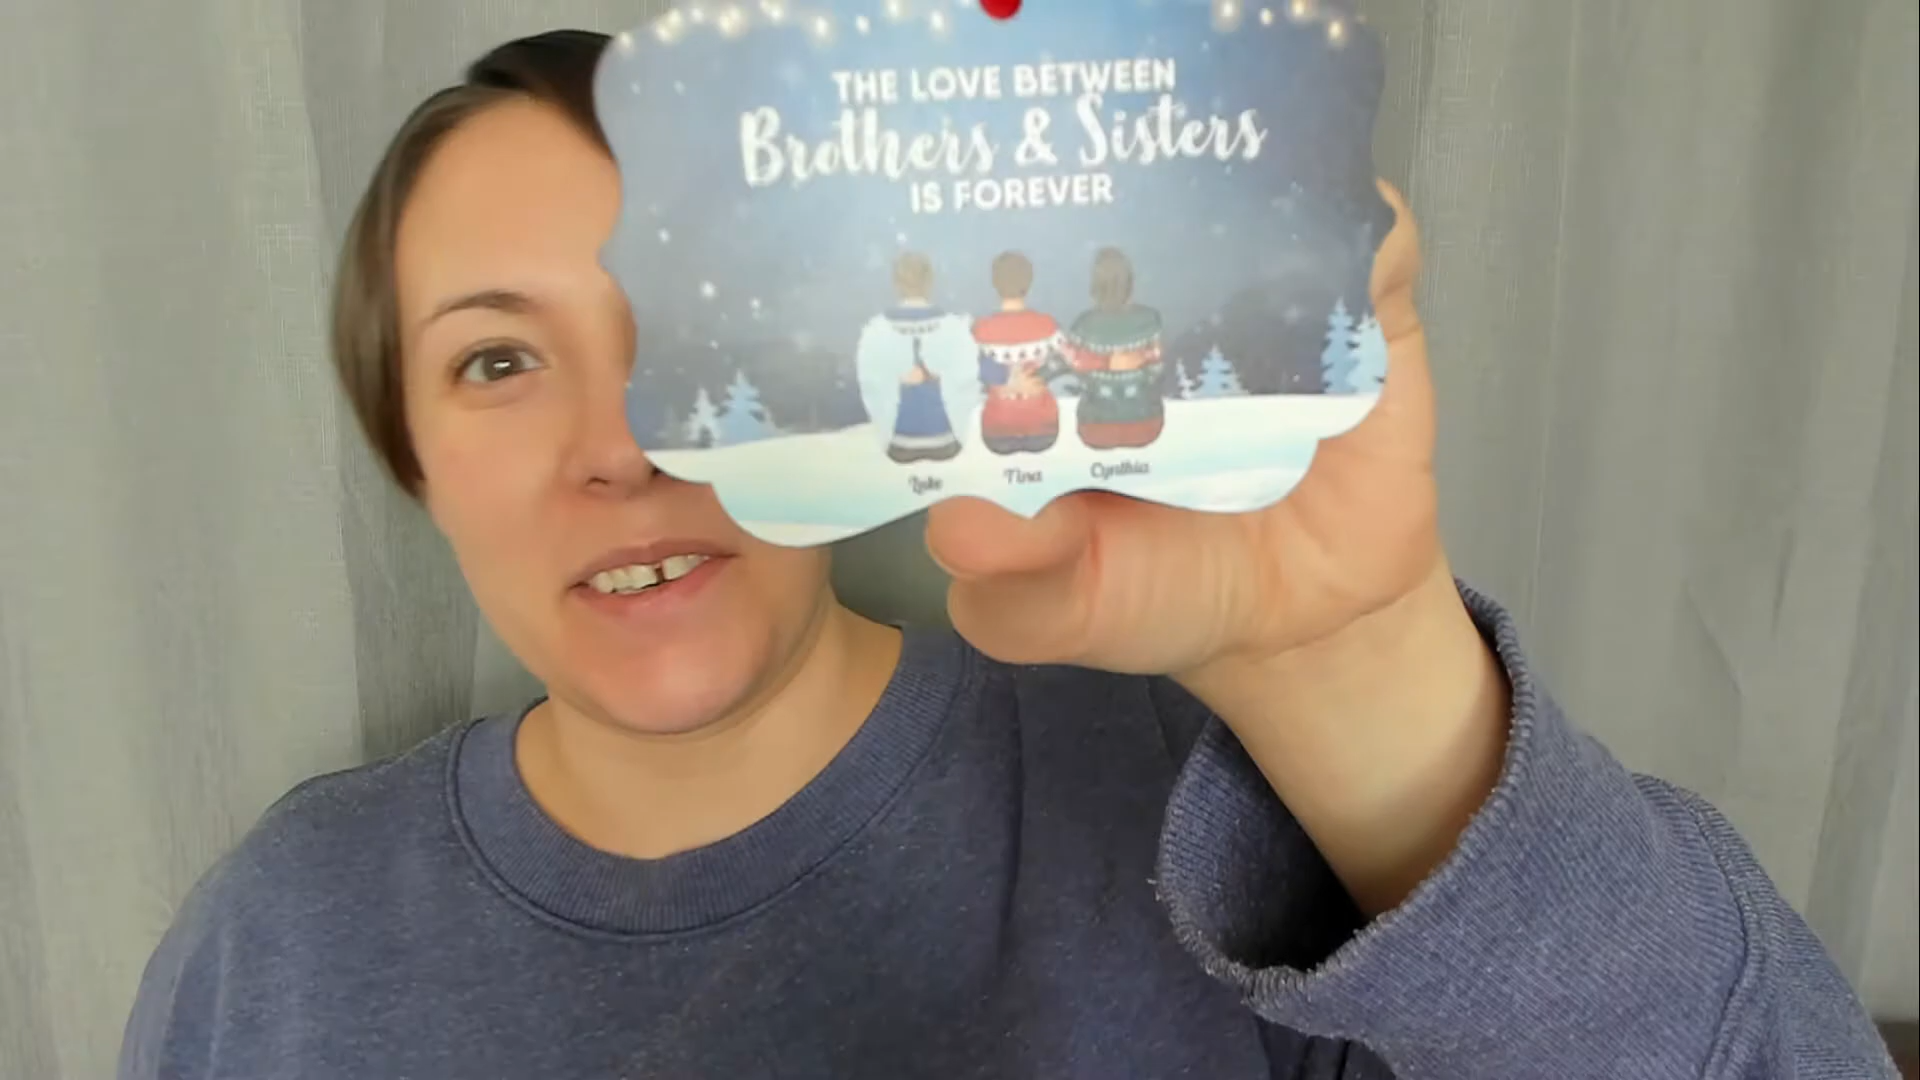 THE LOVE BETWEEN
Brothers & Sisters
IS FOREVER
Luke Tina Cynthia